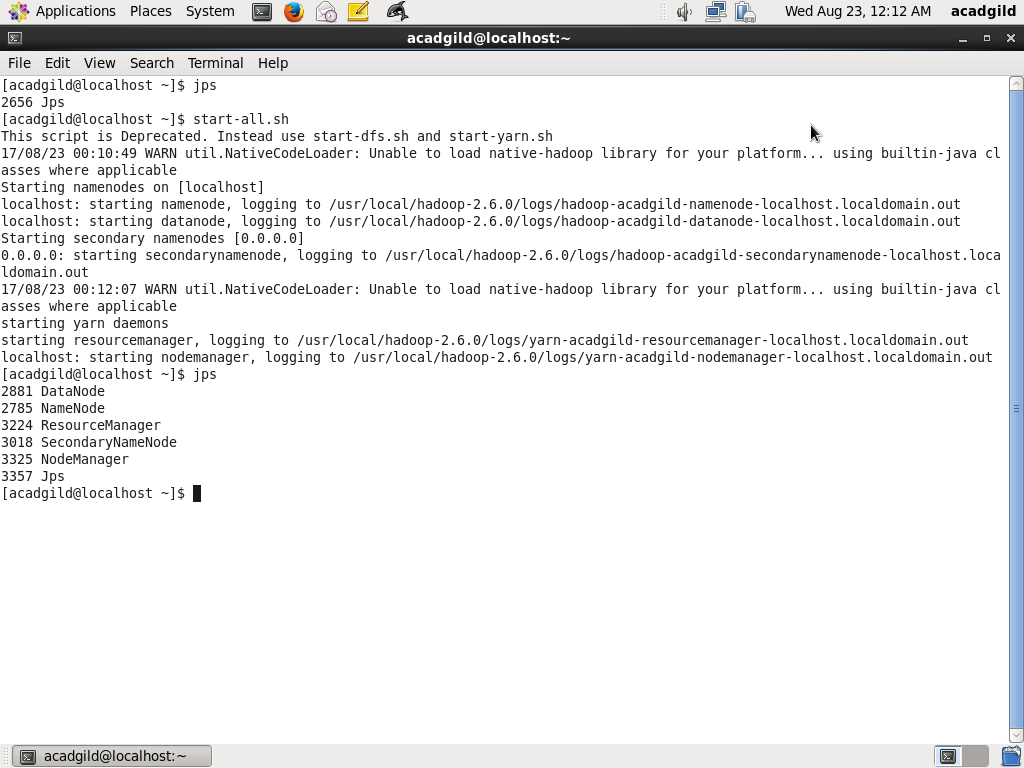 Applications Places System Wed Aug 23, 12:12 AM acadgild
acadgild@localhost:~
File Edit View Search Terminal Help
[acadgild@localhost ~]$ jps
2656 Jps
[acadgild@localhost ~]$ start-all.sh
This script is Deprecated. Instead use start-dfs.sh and start-yarn.sh
17/08/23 00:10:49 WARN util.NativeCodeLoader: Unable to load native-hadoop library for your platform... using builtin-java cl
asses where applicable
Starting namenodes on [localhost]
localhost: starting namenode, logging to /usr/local/hadoop-2.6.0/logs/hadoop-acadgild-namenode-localhost.localdomain.out
localhost: starting datanode, logging to /usr/local/hadoop-2.6.0/logs/hadoop-acadgild-datanode-localhost.localdomain.out
Starting secondary namenodes [0.0.0.0]
0.0.0.0: starting secondarynamenode, logging to /usr/local/hadoop-2.6.0/logs/hadoop-acadgild-secondarynamenode-localhost.loca
ldomain.out
17/08/23 00:12:07 WARN util.NativeCodeLoader: Unable to load native-hadoop library for your platform... using builtin-java cl
asses where applicable
starting yarn daemons
starting resourcemanager, logging to /usr/local/hadoop-2.6.0/logs/yarn-acadgild-resourcemanager-localhost.localdomain.out
localhost: starting nodemanager, logging to /usr/local/hadoop-2.6.0/logs/yarn-acadgild-nodemanager-localhost.localdomain.out
[acadgild@localhost ~]$ jps
2881 DataNode
2785 NameNode
3224 ResourceManager
3018 SecondaryNameNode
3325 NodeManager
3357 Jps
[acadgild@localhost ~]$
acadgild@localhost:~